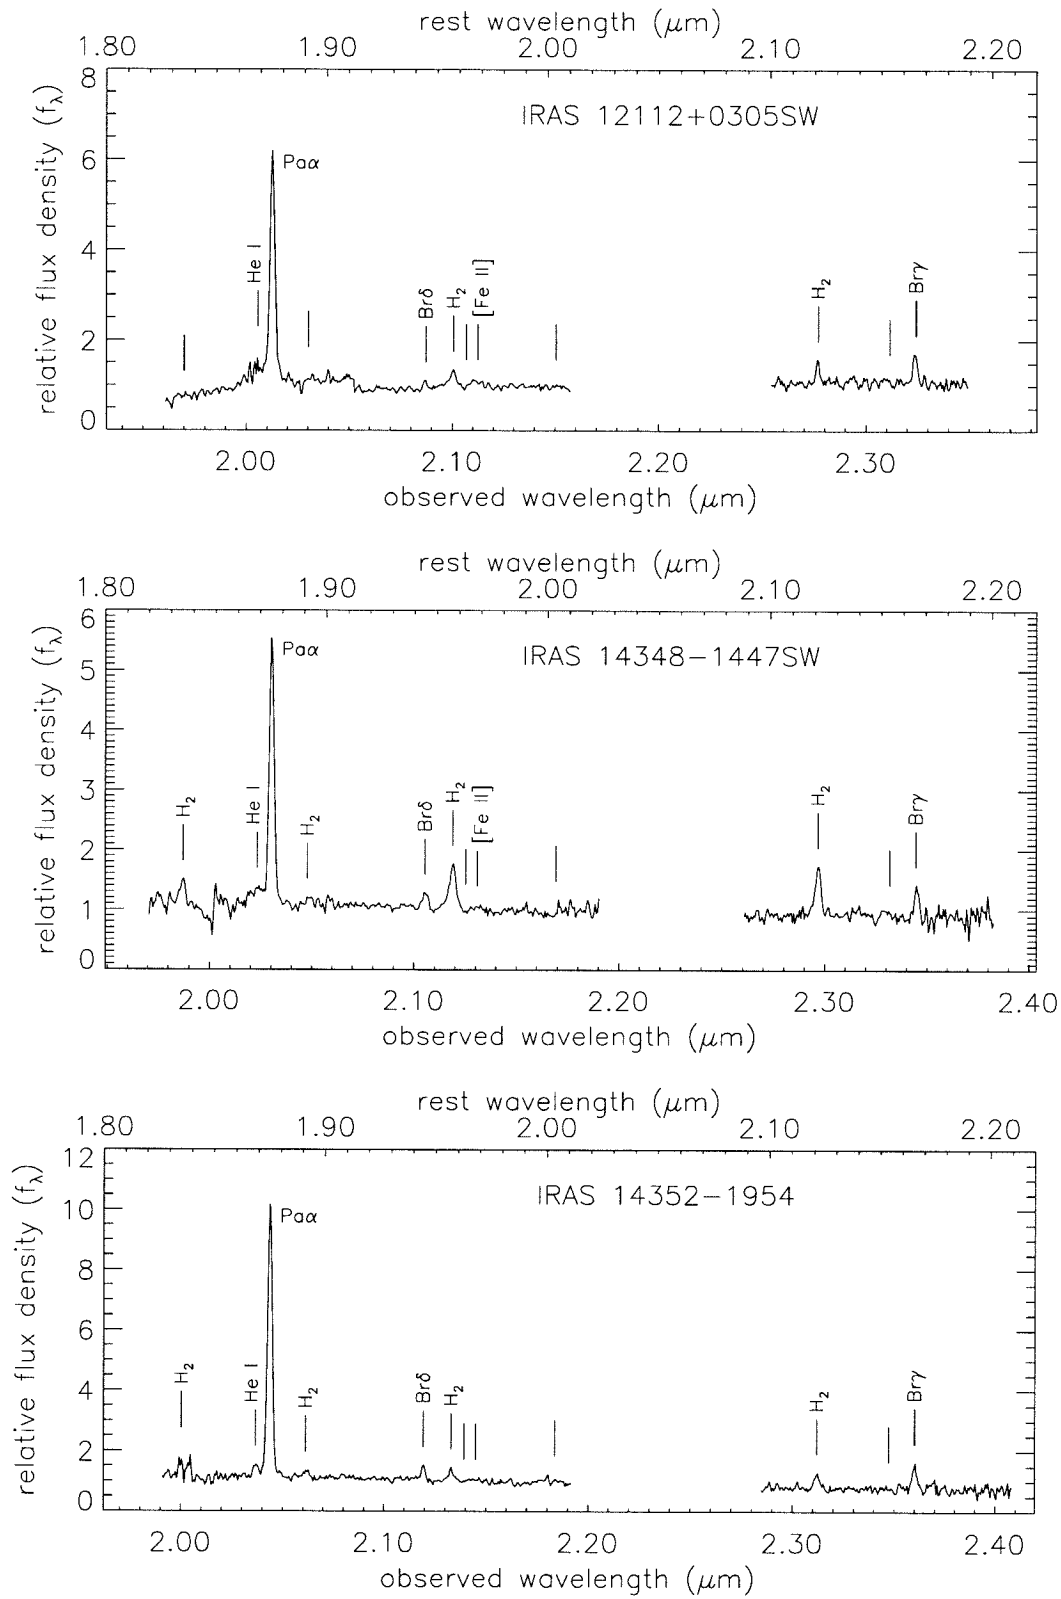 rest wavelength (μm)
1.80 1.90 2.00 2.10 2.20
IRAS 12112+0305SW
relative flux density (fλ)
8
6
4
2
0
Paα
He I
Brδ
H2
[Fe II]
H2
Brγ
2.00 2.10 2.20 2.30
observed wavelength (μm)
rest wavelength (μm)
1.80 1.90 2.00 2.10 2.20
IRAS 14348−1447SW
relative flux density (fλ)
6
5
4
3
2
1
0
Paα
H2
He I
H2
Brδ
H2
[Fe II]
H2
Brγ
2.00 2.10 2.20 2.30 2.40
observed wavelength (μm)
rest wavelength (μm)
1.80 1.90 2.00 2.10 2.20
IRAS 14352−1954
relative flux density (fλ)
12
10
8
6
4
2
0
Paα
H2
He I
H2
Brδ
H2
H2
Brγ
2.00 2.10 2.20 2.30 2.40
observed wavelength (μm)